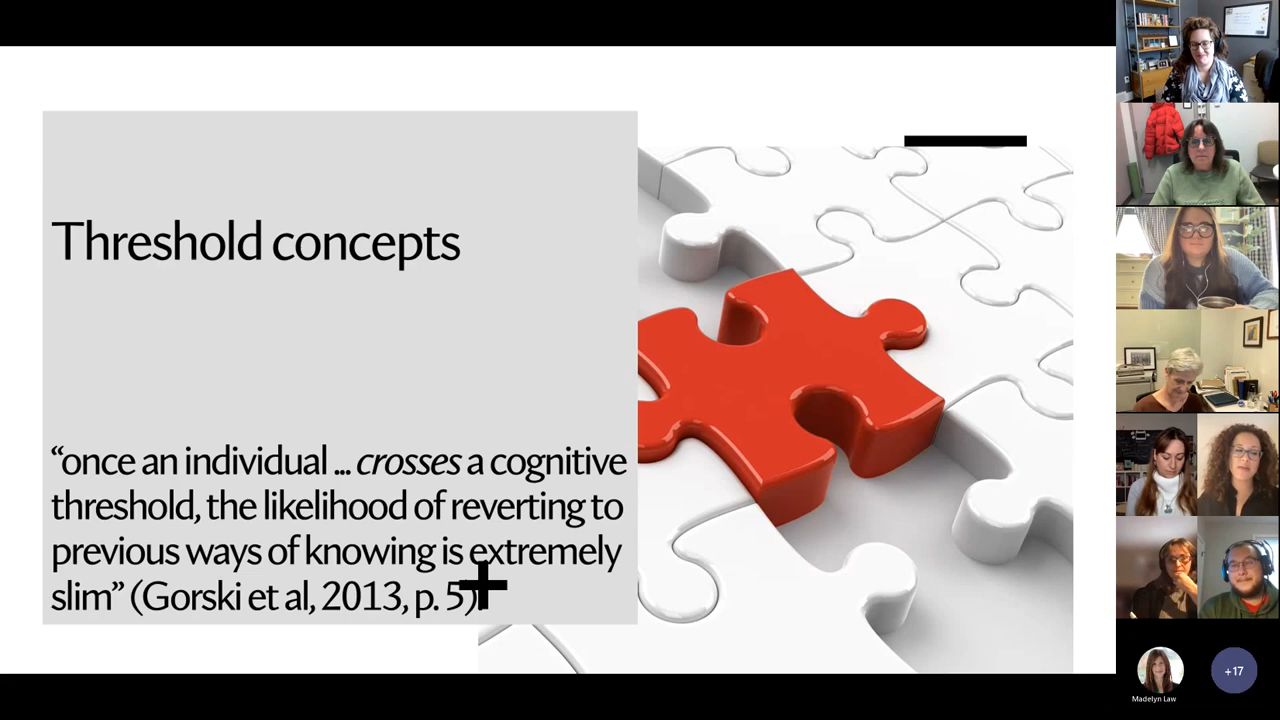 Threshold concepts
“once an individual ... crosses a cognitive
threshold, the likelihood of reverting to
previous ways of knowing is extremely
slim” (Gorski et al, 2013, p. 5)
Madelyn Law
+17